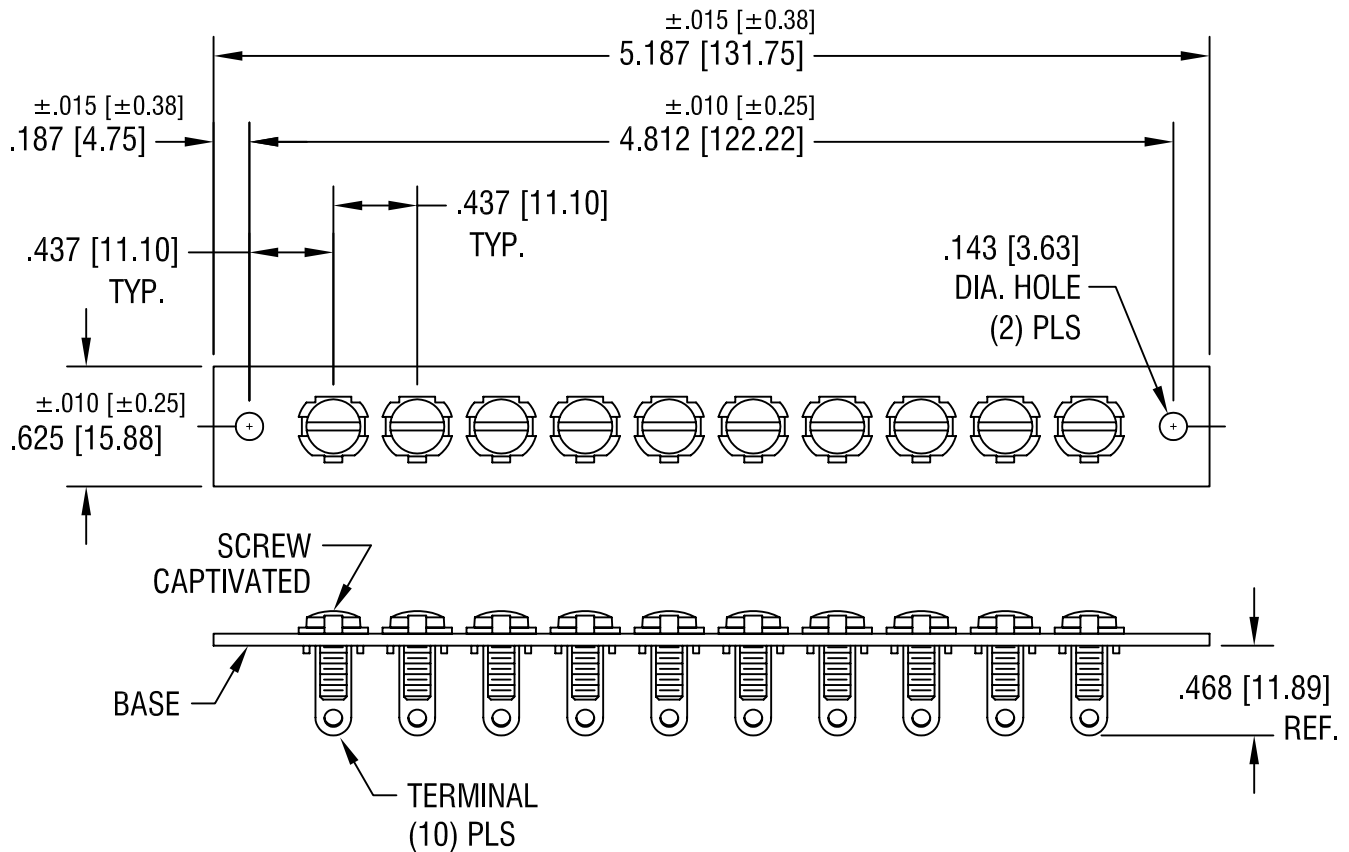 ±.015 [±0.38]
5.187 [131.75]
±.015 [±0.38]
.187 [4.75]
±.010 [±0.25]
4.812 [122.22]
.437 [11.10]
TYP.
.437 [11.10]
TYP.
.143 [3.63]
DIA. HOLE
(2) PLS
±.010 [±0.25]
.625 [15.88]
SCREW
CAPTIVATED
BASE
.468 [11.89]
REF.
TERMINAL
(10) PLS